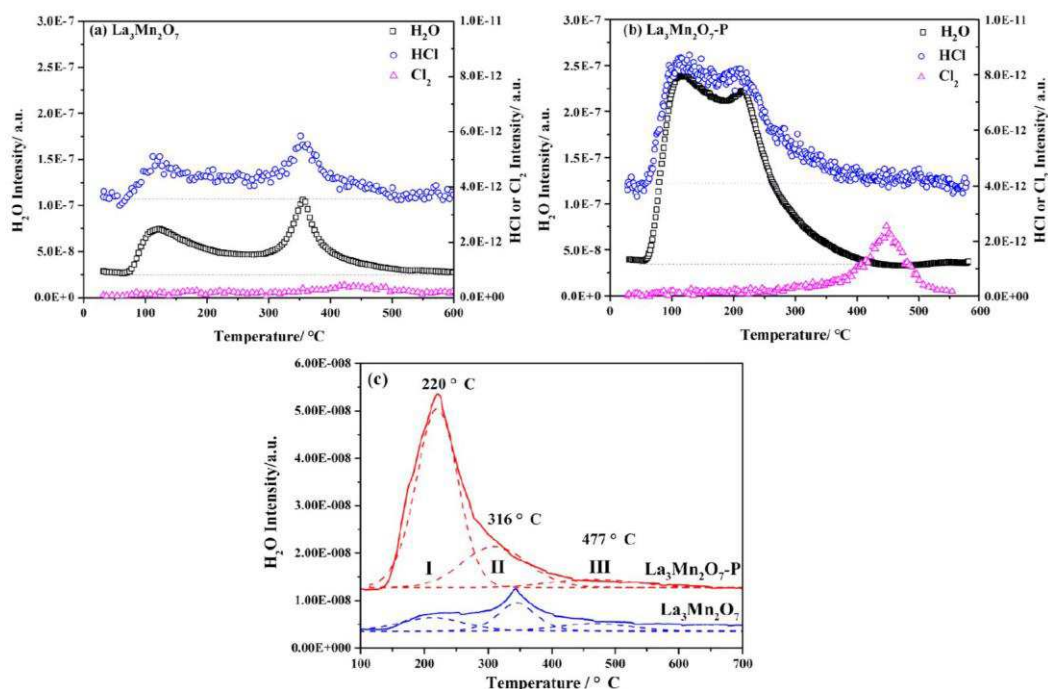 3.0E-7
2.5E-7
2.0E-7
1.5E-7
1.0E-7
5.0E-8
0.0E+0
H₂O Intensity/ a.u.
(a) La₃Mn₂O₇
H₂O
HCl
Cl₂
1.0E-11
8.0E-12
6.0E-12
4.0E-12
2.0E-12
0.0E+00
HCl or Cl₂ Intensity/ a.u.
0 100 200 300 400 500 600
Temperature/ °C
3.0E-7
2.5E-7
2.0E-7
1.5E-7
1.0E-7
5.0E-8
0.0E+0
H₂O Intensity/ a.u.
(b) La₃Mn₂O₇-P
H₂O
HCl
Cl₂
1.0E-11
8.0E-12
6.0E-12
4.0E-12
2.0E-12
0.0E+00
HCl or Cl₂ Intensity/ a.u.
0 100 200 300 400 500 600
Temperature/ °C
6.00E-008
5.00E-008
4.00E-008
3.00E-008
2.00E-008
1.00E-008
0.00E+000
H₂O Intensity/a.u.
(c)
220 ° C
316 ° C
477 ° C
I II III
La₃Mn₂O₇-P
La₃Mn₂O₇
100 200 300 400 500 600 700
Temperature / ° C